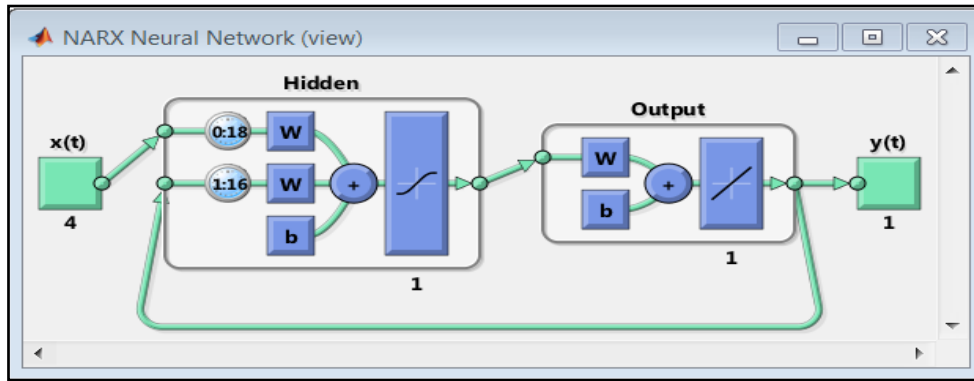 NARX Neural Network (view)
Hidden
Output
x(t)
y(t)
0:18
W
1:16
W
b
+
W
b
+
4
1
1
1